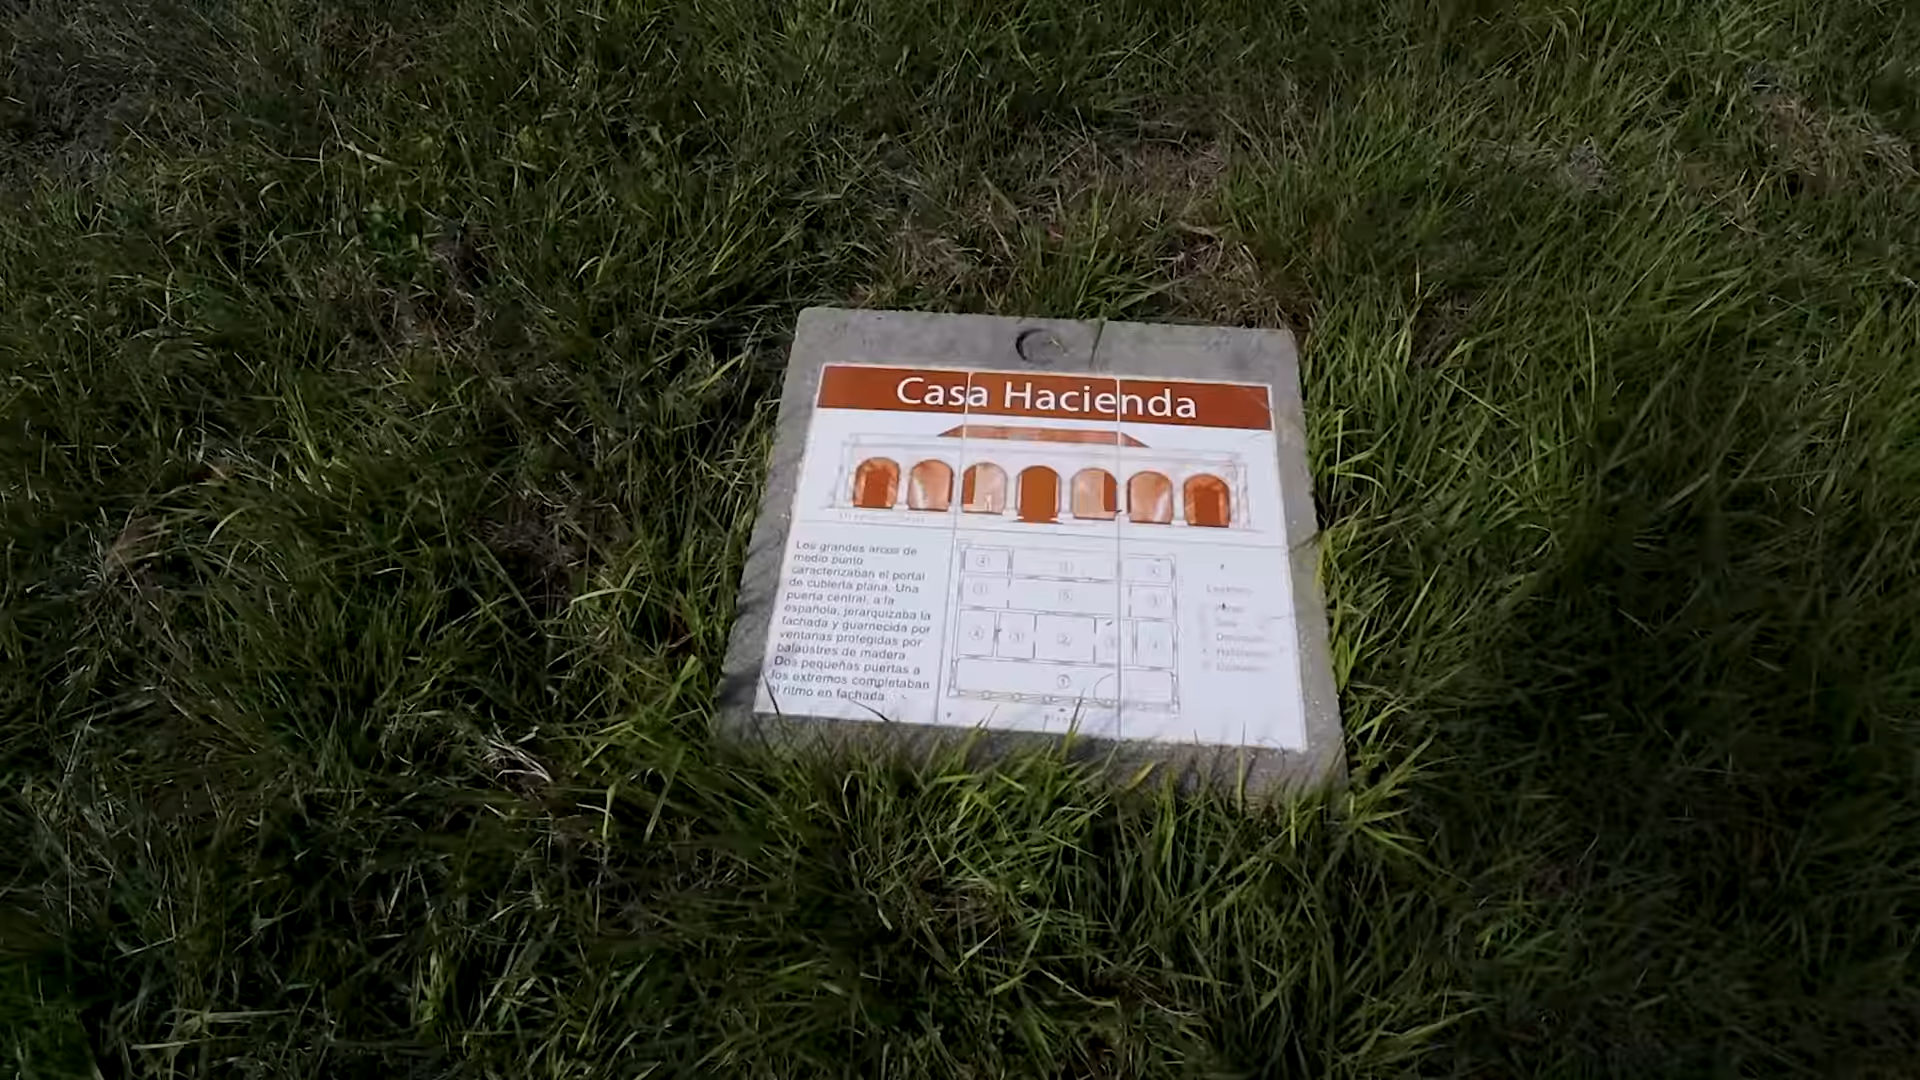 Casa Hacienda
Los grandes arcos de
medio punto
caracterizaban el portal
de cubierta plana. Una
puerta central, a la
española, jerarquizaba la
fachada y guarnecida por
ventanas protegidas por
balaustres de madera
Dos pequeñas puertas a
los extremos completaban
el ritmo en fachada.